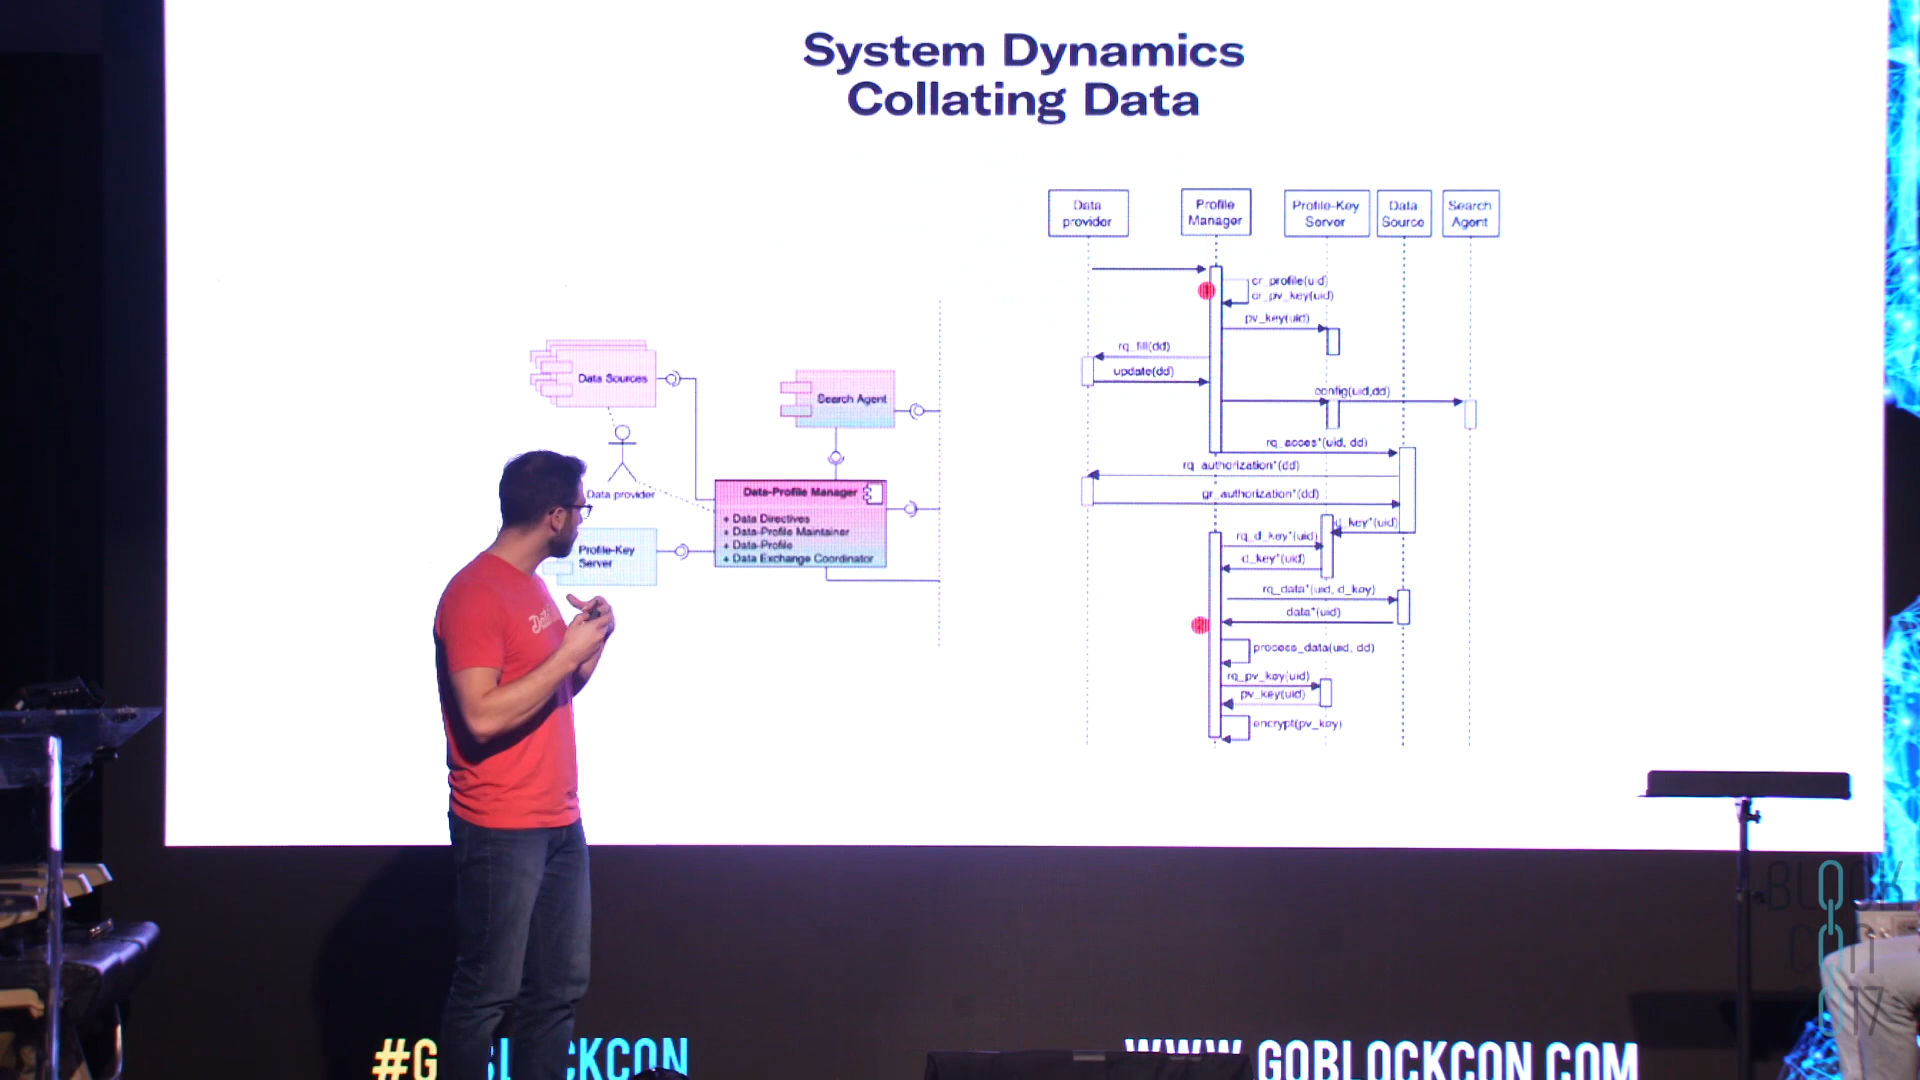 System Dynamics
Collating Data
Data Sources
Search Agent
Data provider
Data-Profile Manager
+ Data Directives
+ Data-Profile Maintainer
+ Data-Profile
+ Data Exchange Coordinator
Profile-Key
Server
Data
provider
Profile
Manager
Profile-Key
Server
Data
Source
Search
Agent
cr_profile(uid)
cr_pv_key(uid)
pv_key(uid)
rq_fill(dd)
update(dd)
config(uid,dd)
rq_acces*(uid, dd)
rq_authorization*(dd)
gr_authorization*(dd)
d_key*(uid)
rq_d_key*(uid)
d_key*(uid)
rq_data*(uid, d_key)
data*(uid)
process_data(uid, dd)
rq_pv_key(uid)
pv_key(uid)
encrypt(pv_key)
BLOCK
CON
2017
WWW.GOBLOCKCON.COM